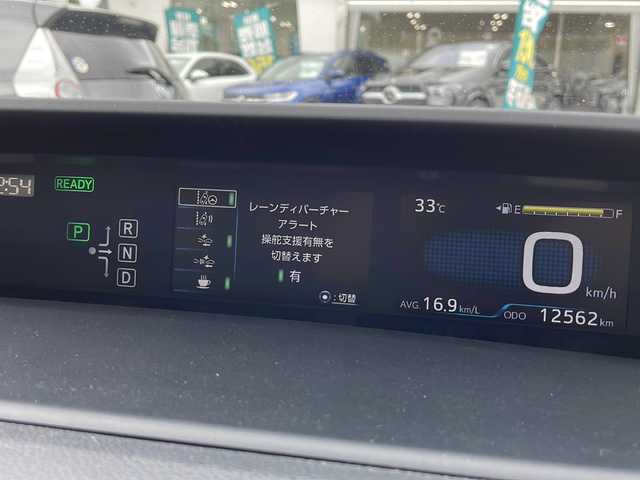 2:54
READY
P
R
N
D
レーンディパーチャー
アラート
操舵支援有無を
切替えます
有
:切替
33℃
E F
0
km/h
AVG. 16.9 km/L
ODO 12562 km